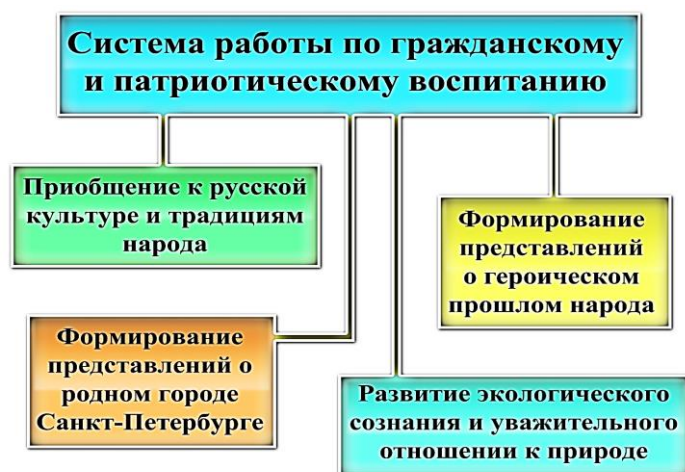 Система работы по гражданскому
и патриотическому воспитанию
Приобщение к русской
культуре и традициям
народа
Формирование
представлений
о героическом
прошлом народа
Формирование
представлений о
родном городе
Санкт-Петербурге
Развитие экологического
сознания и уважительного
отношении к природе